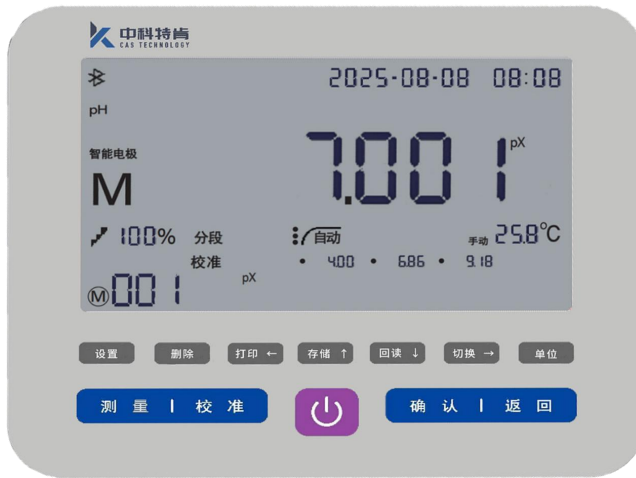 中科特肯
CAS TECHNOLOGY
2025-08-08 08:08
pH
7.001 pX
智能电极
M
100% 分段 自动 手动 25.8°C
校准 • 4.00 • 6.86 • 9.18
Ⓜ001 pX
设置 删除 打印 ← 存储 ↑ 回读 ↓ 切换 → 单位
测量 | 校准 确认 | 返回